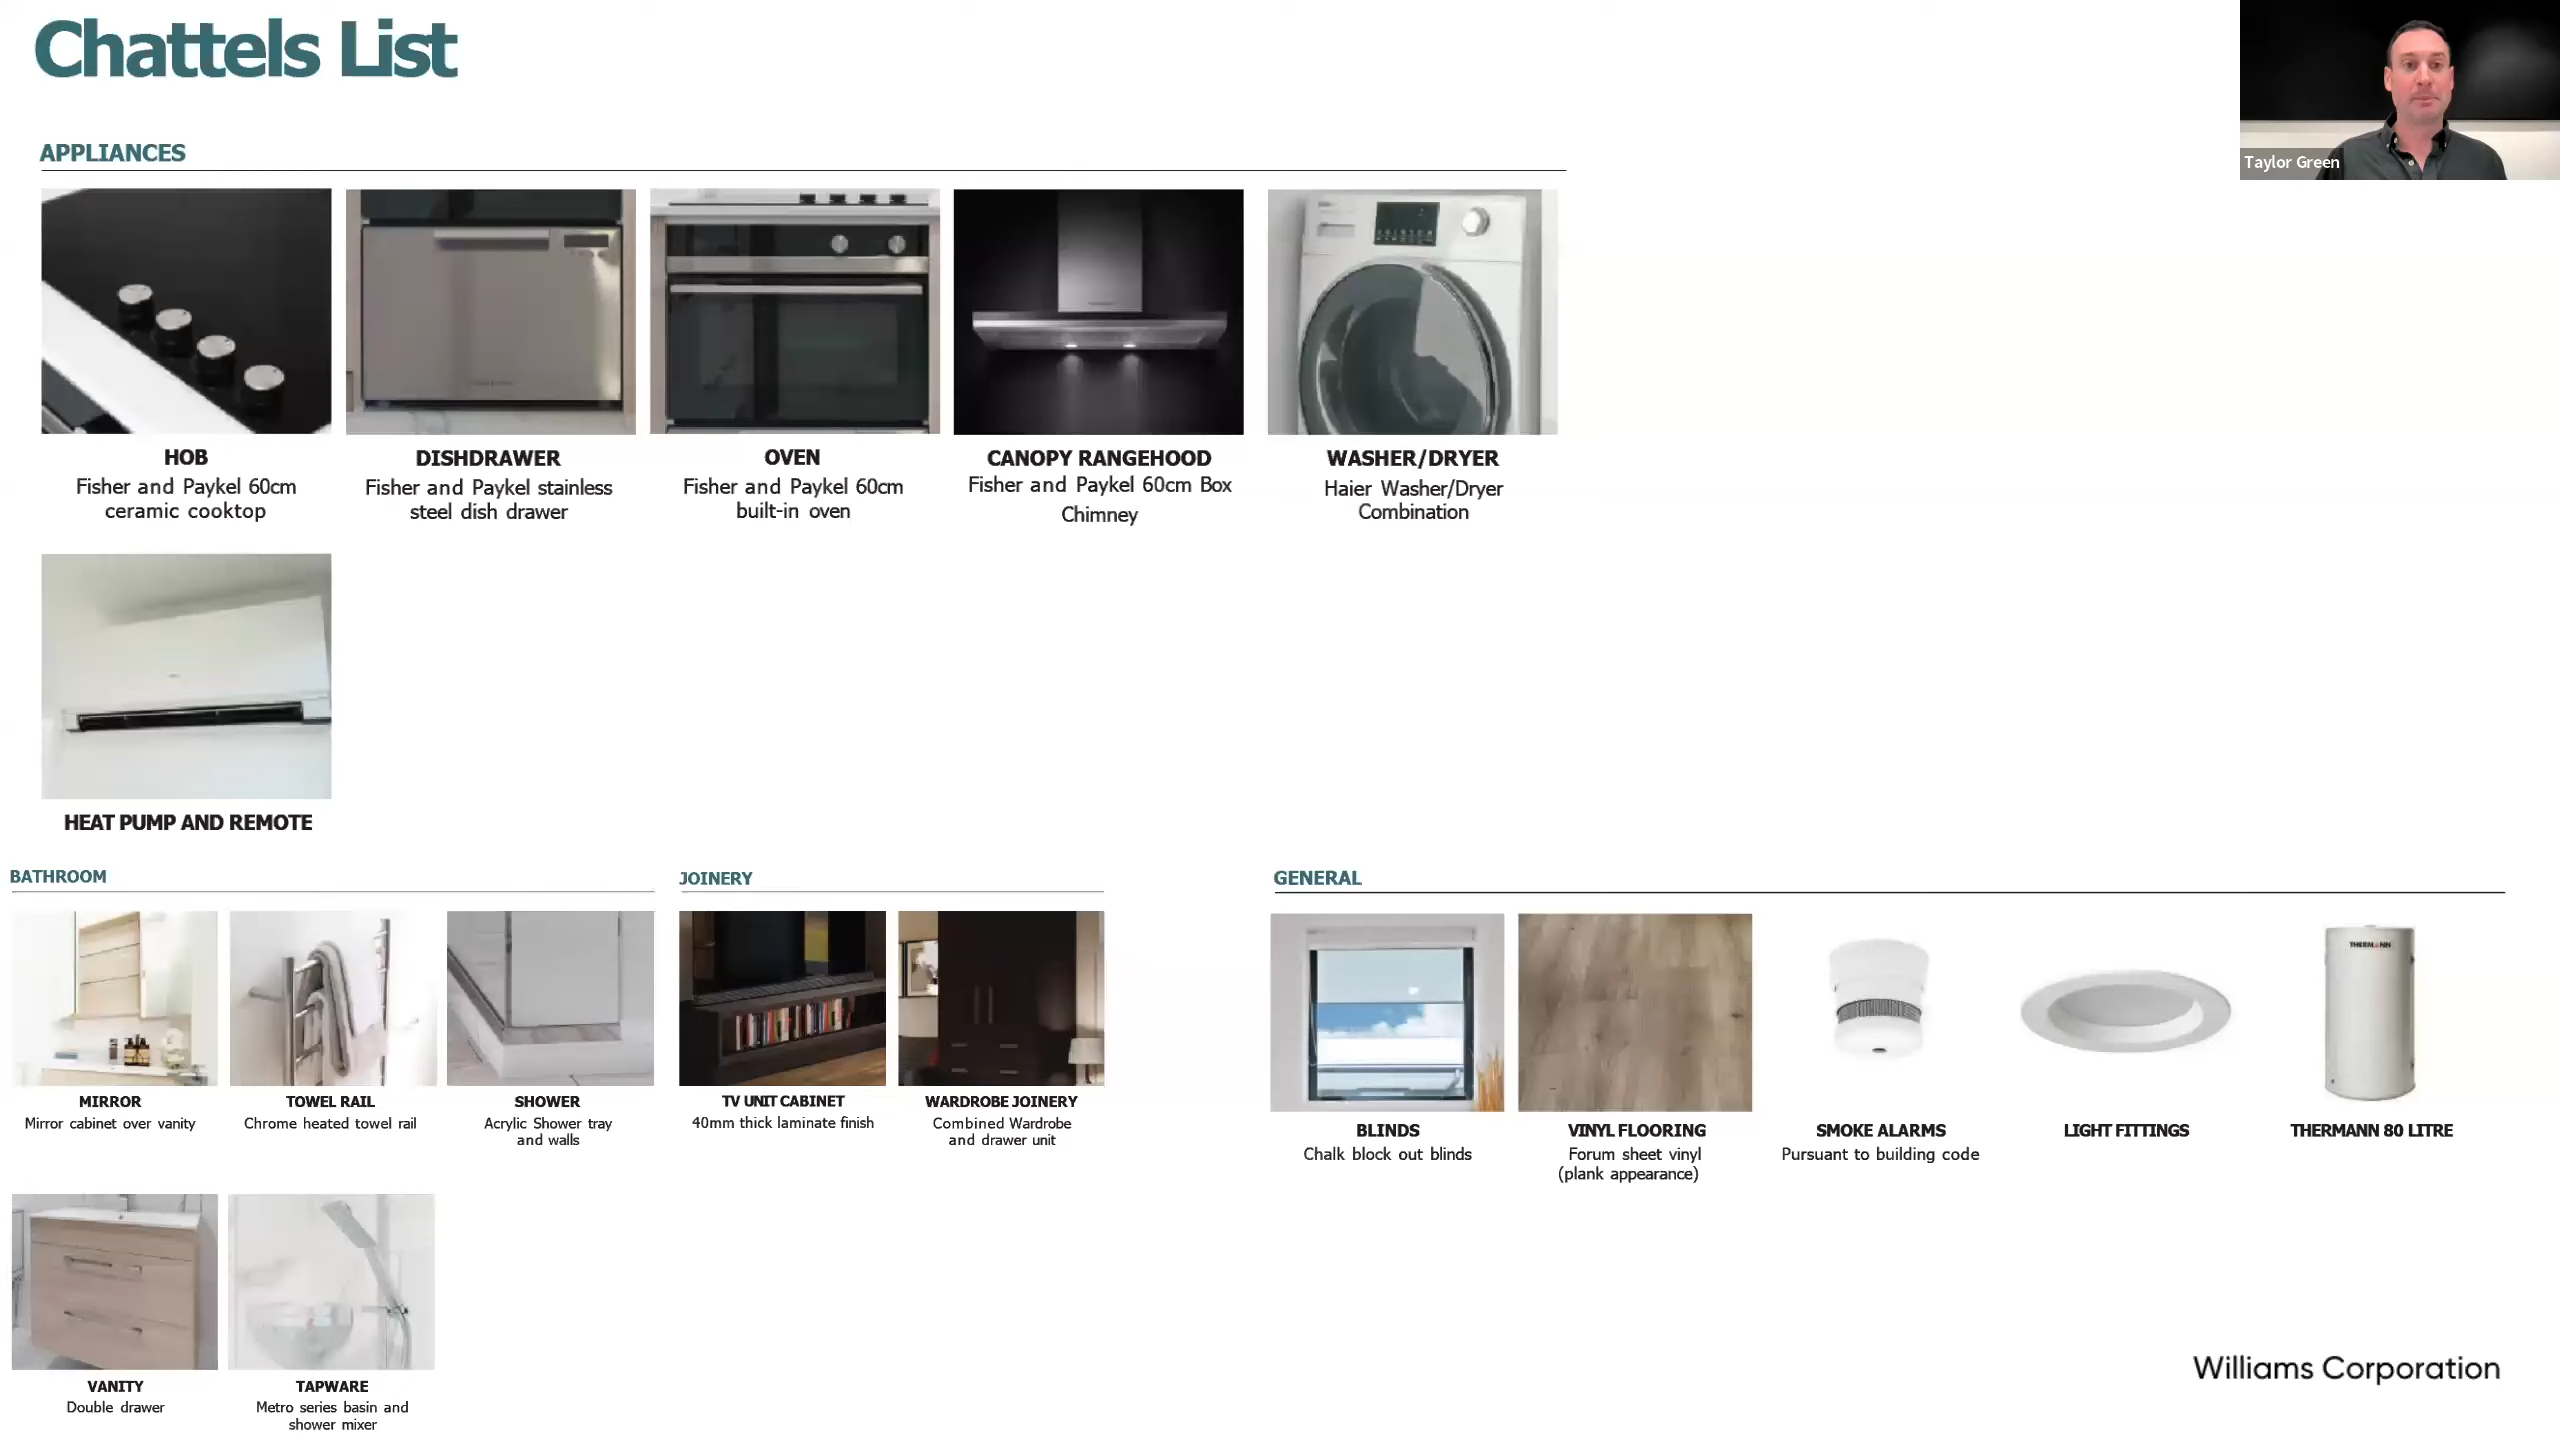 Chattels List
Taylor Green
APPLIANCES
HOB
Fisher and Paykel 60cm
ceramic cooktop
DISHDRAWER
Fisher and Paykel stainless
steel dish drawer
OVEN
Fisher and Paykel 60cm
built-in oven
CANOPY RANGEHOOD
Fisher and Paykel 60cm Box
Chimney
WASHER/DRYER
Haier Washer/Dryer
Combination
HEAT PUMP AND REMOTE
BATHROOM
MIRROR
Mirror cabinet over vanity
TOWEL RAIL
Chrome heated towel rail
SHOWER
Acrylic Shower tray
and walls
VANITY
Double drawer
TAPWARE
Metro series basin and
shower mixer
JOINERY
TV UNIT CABINET
40mm thick laminate finish
WARDROBE JOINERY
Combined Wardrobe
and drawer unit
GENERAL
BLINDS
Chalk block out blinds
VINYL FLOORING
Forum sheet vinyl
(plank appearance)
SMOKE ALARMS
Pursuant to building code
LIGHT FITTINGS
THERMANN
THERMANN 80 LITRE
Williams Corporation